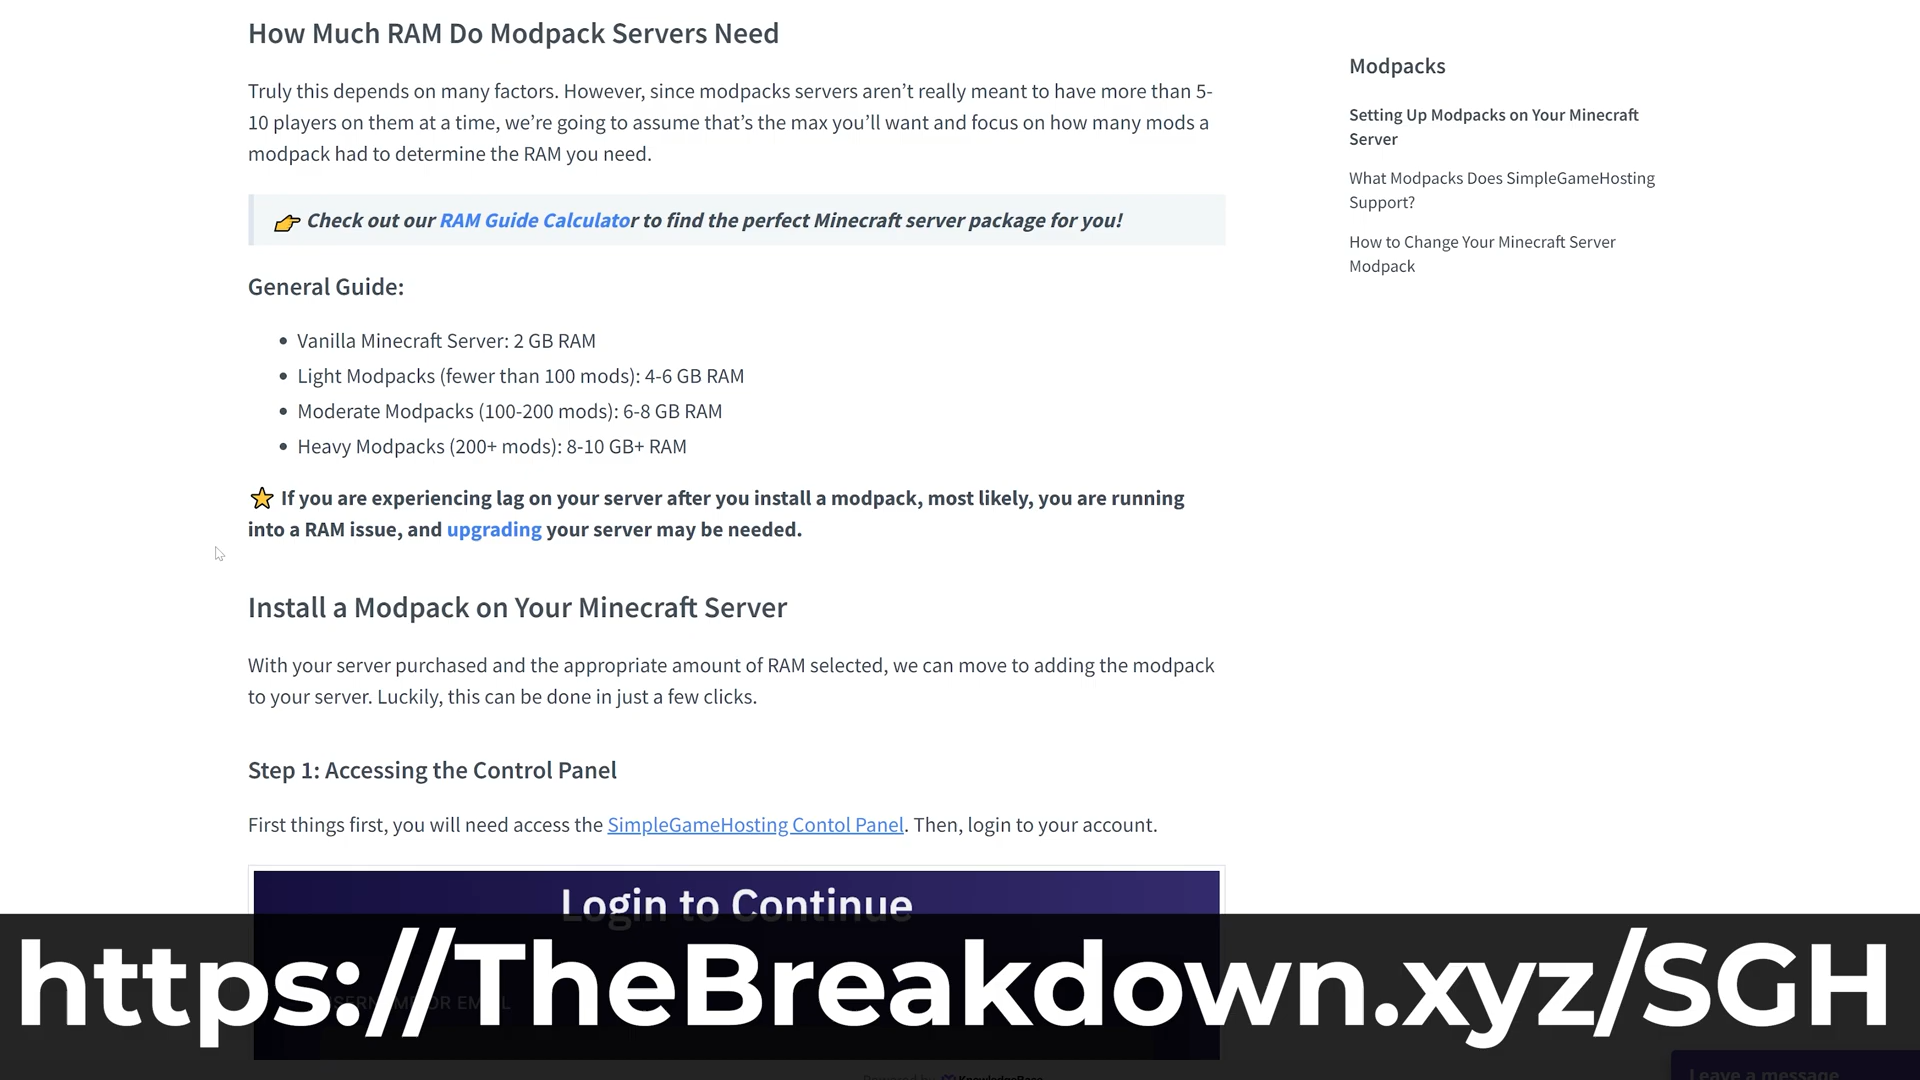 How Much RAM Do Modpack Servers Need
Truly this depends on many factors. However, since modpacks servers aren’t really meant to have more than 5-
10 players on them at a time, we’re going to assume that’s the max you’ll want and focus on how many mods a
modpack had to determine the RAM you need.
👉 Check out our RAM Guide Calculator to find the perfect Minecraft server package for you!
General Guide:
• Vanilla Minecraft Server: 2 GB RAM
• Light Modpacks (fewer than 100 mods): 4-6 GB RAM
• Moderate Modpacks (100-200 mods): 6-8 GB RAM
• Heavy Modpacks (200+ mods): 8-10 GB+ RAM
⭐ If you are experiencing lag on your server after you install a modpack, most likely, you are running
into a RAM issue, and upgrading your server may be needed.
Install a Modpack on Your Minecraft Server
With your server purchased and the appropriate amount of RAM selected, we can move to adding the modpack
to your server. Luckily, this can be done in just a few clicks.
Step 1: Accessing the Control Panel
First things first, you will need access the SimpleGameHosting Contol Panel. Then, login to your account.
Login to Continue
Modpacks
Setting Up Modpacks on Your Minecraft
Server
What Modpacks Does SimpleGameHosting
Support?
How to Change Your Minecraft Server
Modpack
https://TheBreakdown.xyz/SGH
Leave a message